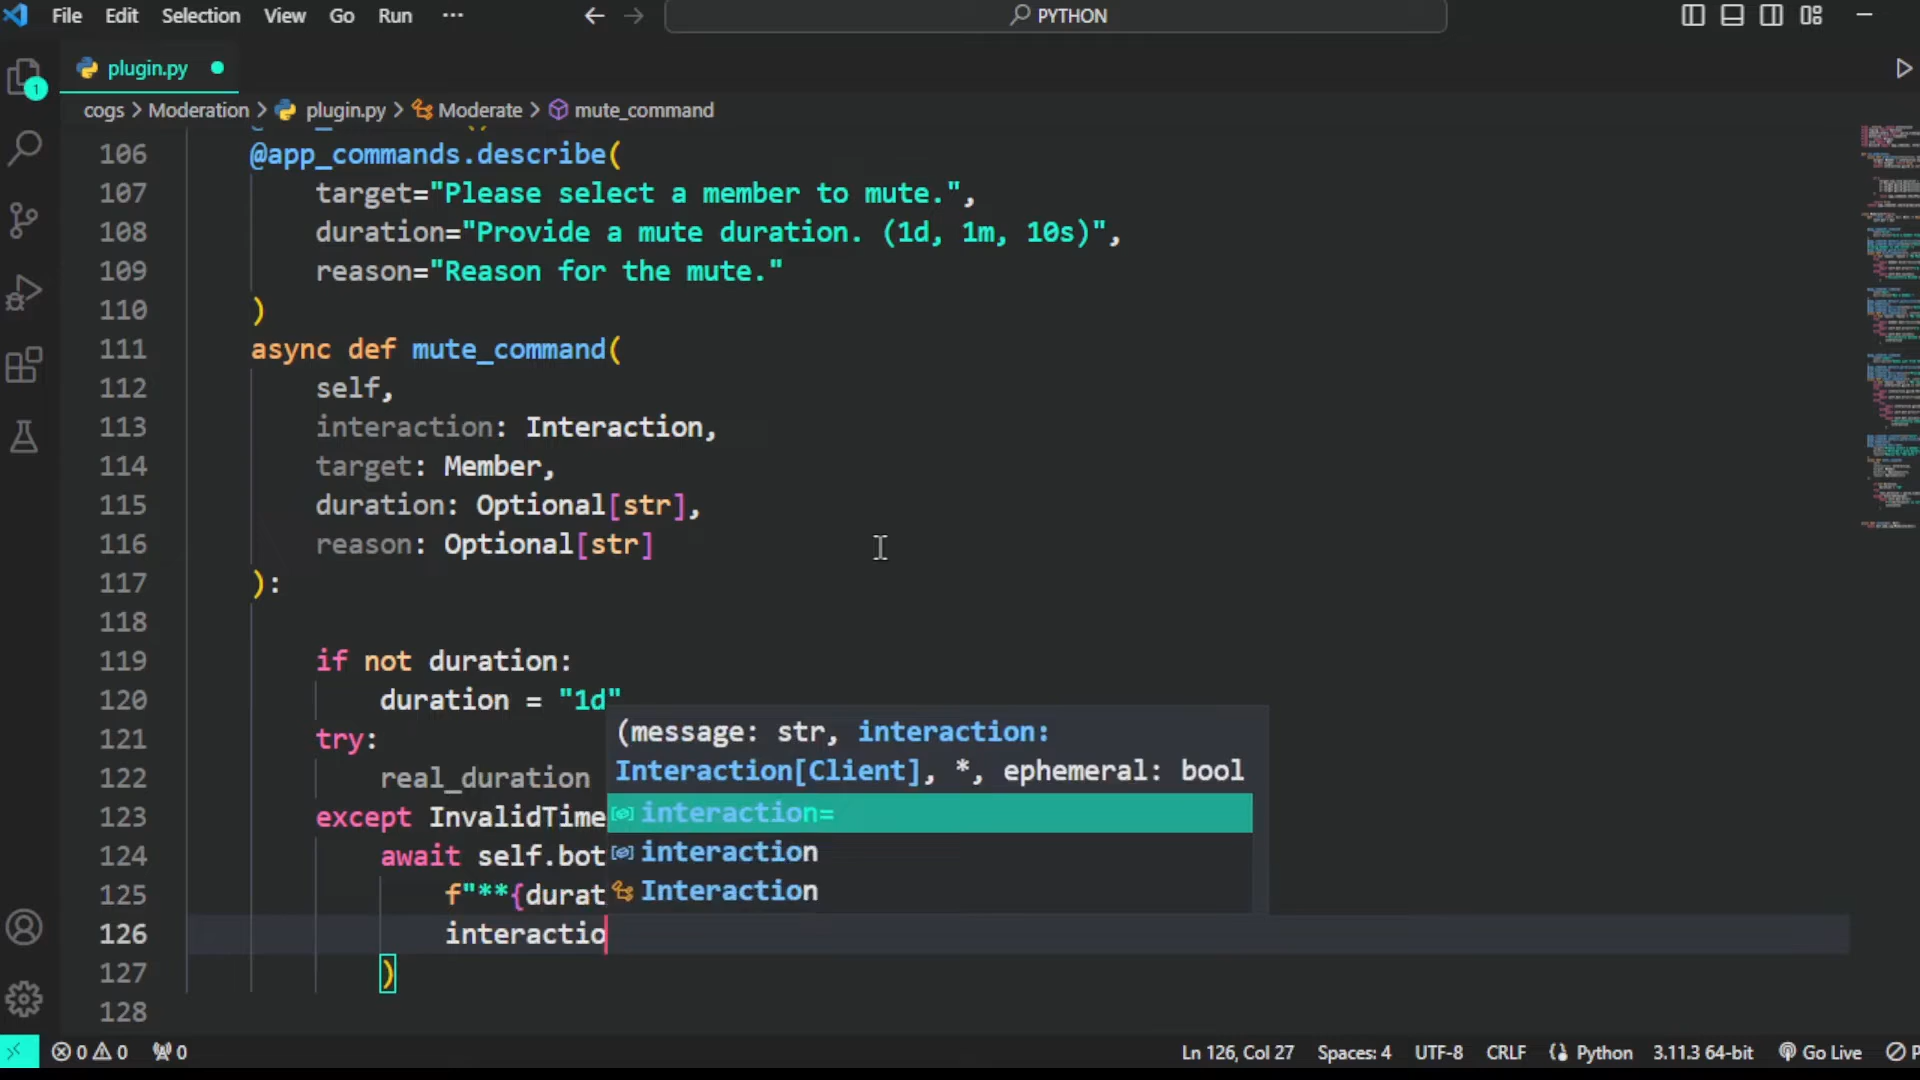 File Edit Selection View Go Run ··· PYTHON
plugin.py
1
cogs > Moderation > plugin.py > Moderate > mute_command
106 @app_commands.describe(
107 target="Please select a member to mute.",
108 duration="Provide a mute duration. (1d, 1m, 10s)",
109 reason="Reason for the mute."
110 )
111 async def mute_command(
112 self,
113 interaction: Interaction,
114 target: Member,
115 duration: Optional[str],
116 reason: Optional[str]
117 ):
118
119 if not duration:
120 duration = "1d"
(message: str, interaction:
121 try:
Interaction[Client], *, ephemeral: bool
122 real_duration
123 except InvalidTime
interaction=
124 await self.bot
interaction
125 f"**{durat
Interaction
126 interactio
127 )
128
0 0 0 Ln 126, Col 27 Spaces: 4 UTF-8 CRLF Python 3.11.3 64-bit Go Live